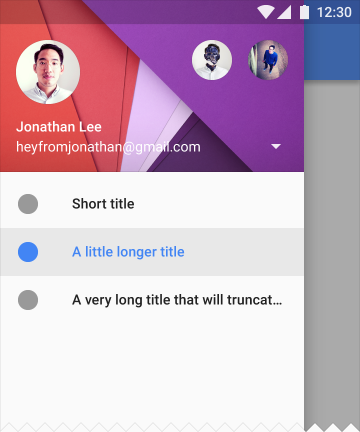 12:30
Jonathan Lee
heyfromjonathan@gmail.com
Short title
A little longer title
A very long title that will truncat...